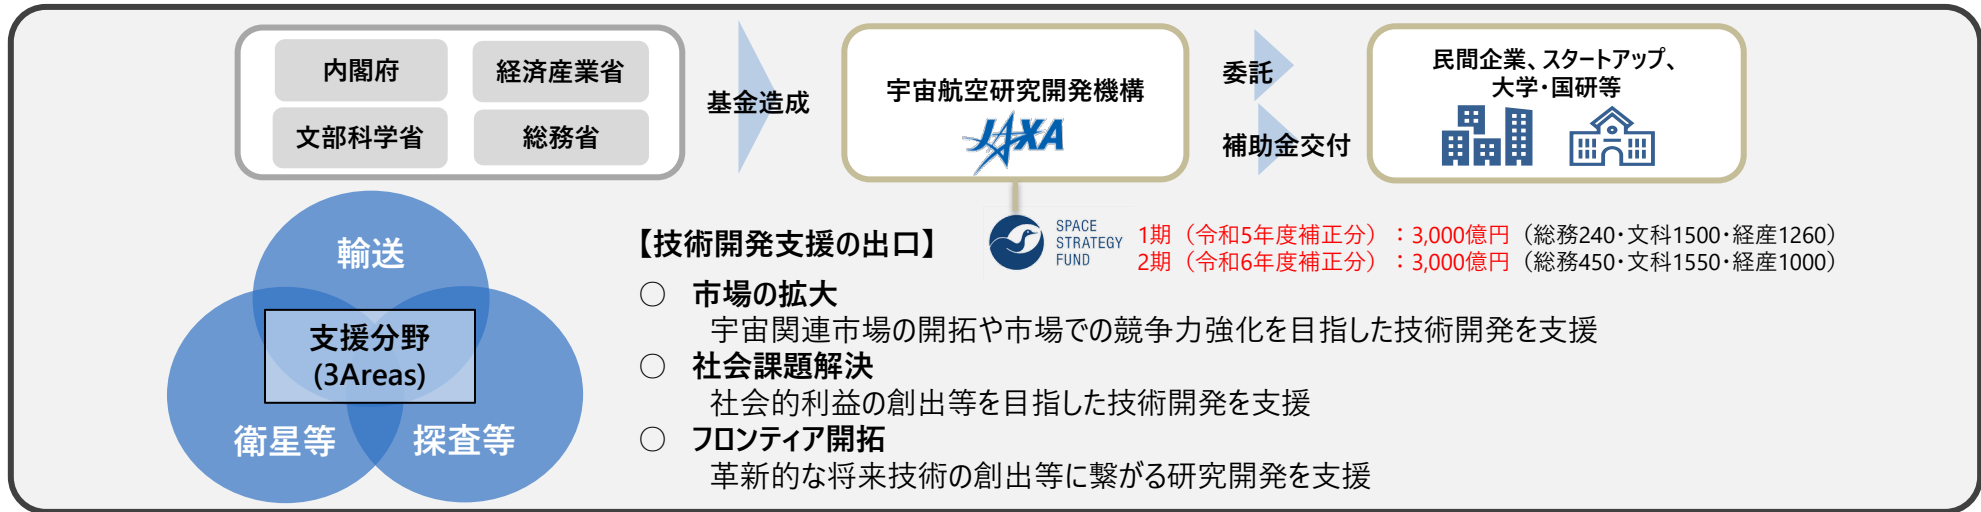 内閣府
経済産業省
文部科学省
総務省
基金造成
宇宙航空研究開発機構
JAXA
委託
補助金交付
民間企業、スタートアップ、
大学・国研等
輸送
支援分野
(3Areas)
衛星等
探査等
【技術開発支援の出口】
SPACE
STRATEGY
FUND
1期（令和5年度補正分）：3,000億円（総務240・文科1500・経産1260）
2期（令和6年度補正分）：3,000億円（総務450・文科1550・経産1000）
○ 市場の拡大
宇宙関連市場の開拓や市場での競争力強化を目指した技術開発を支援
○ 社会課題解決
社会的利益の創出等を目指した技術開発を支援
○ フロンティア開拓
革新的な将来技術の創出等に繋がる研究開発を支援